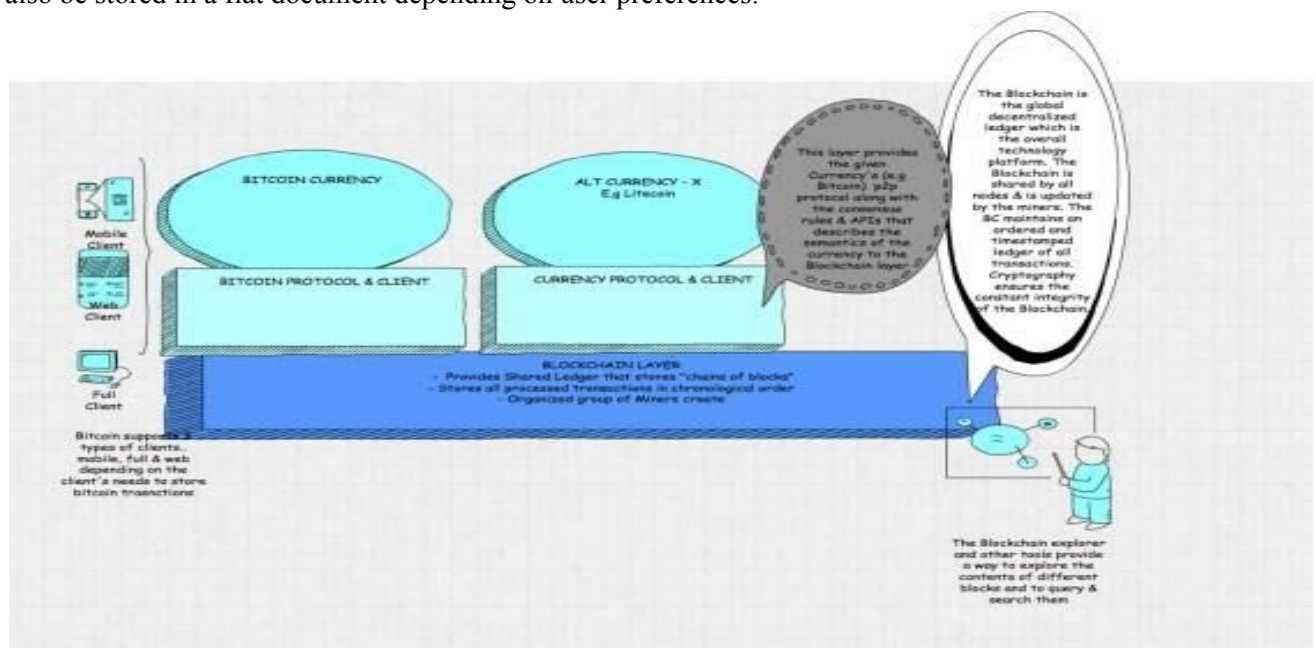 also be stored in a flat document depending on user preferences.
BITCOIN CURRENCY
ALT CURRENCY - X
E.g Litecoin
BITCOIN PROTOCOL & CLIENT
CURRENCY PROTOCOL & CLIENT
This layer provides
the given
Currency's (e.g
Bitcoin) p2p
protocol along with
the consensus
rules & APIs that
describes the
semantics of the
currency to the
Blockchain layer
The Blockchain is
the global
decentralized
ledger which is
the overall
technology
platform. The
Blockchain is
shared by all
nodes & is updated
by the miners. The
BC maintains an
ordered and
timestamped
ledger of all
transactions.
Cryptography
ensures the
constant integrity
of the Blockchain.
Mobile
Client
Web
Client
Full
Client
BLOCKCHAIN LAYER
- Provides Shared Ledger that stores "chains of blocks"
- Stores all processed transactions in chronological order
- Organized group of Miners create
Bitcoin supports 3
types of clients..
mobile, full & web
depending on the
client's needs to store
bitcoin trasnctions
The Blockchain explorer
and other tools provide
a way to explore the
contents of different
blocks and to query &
search them